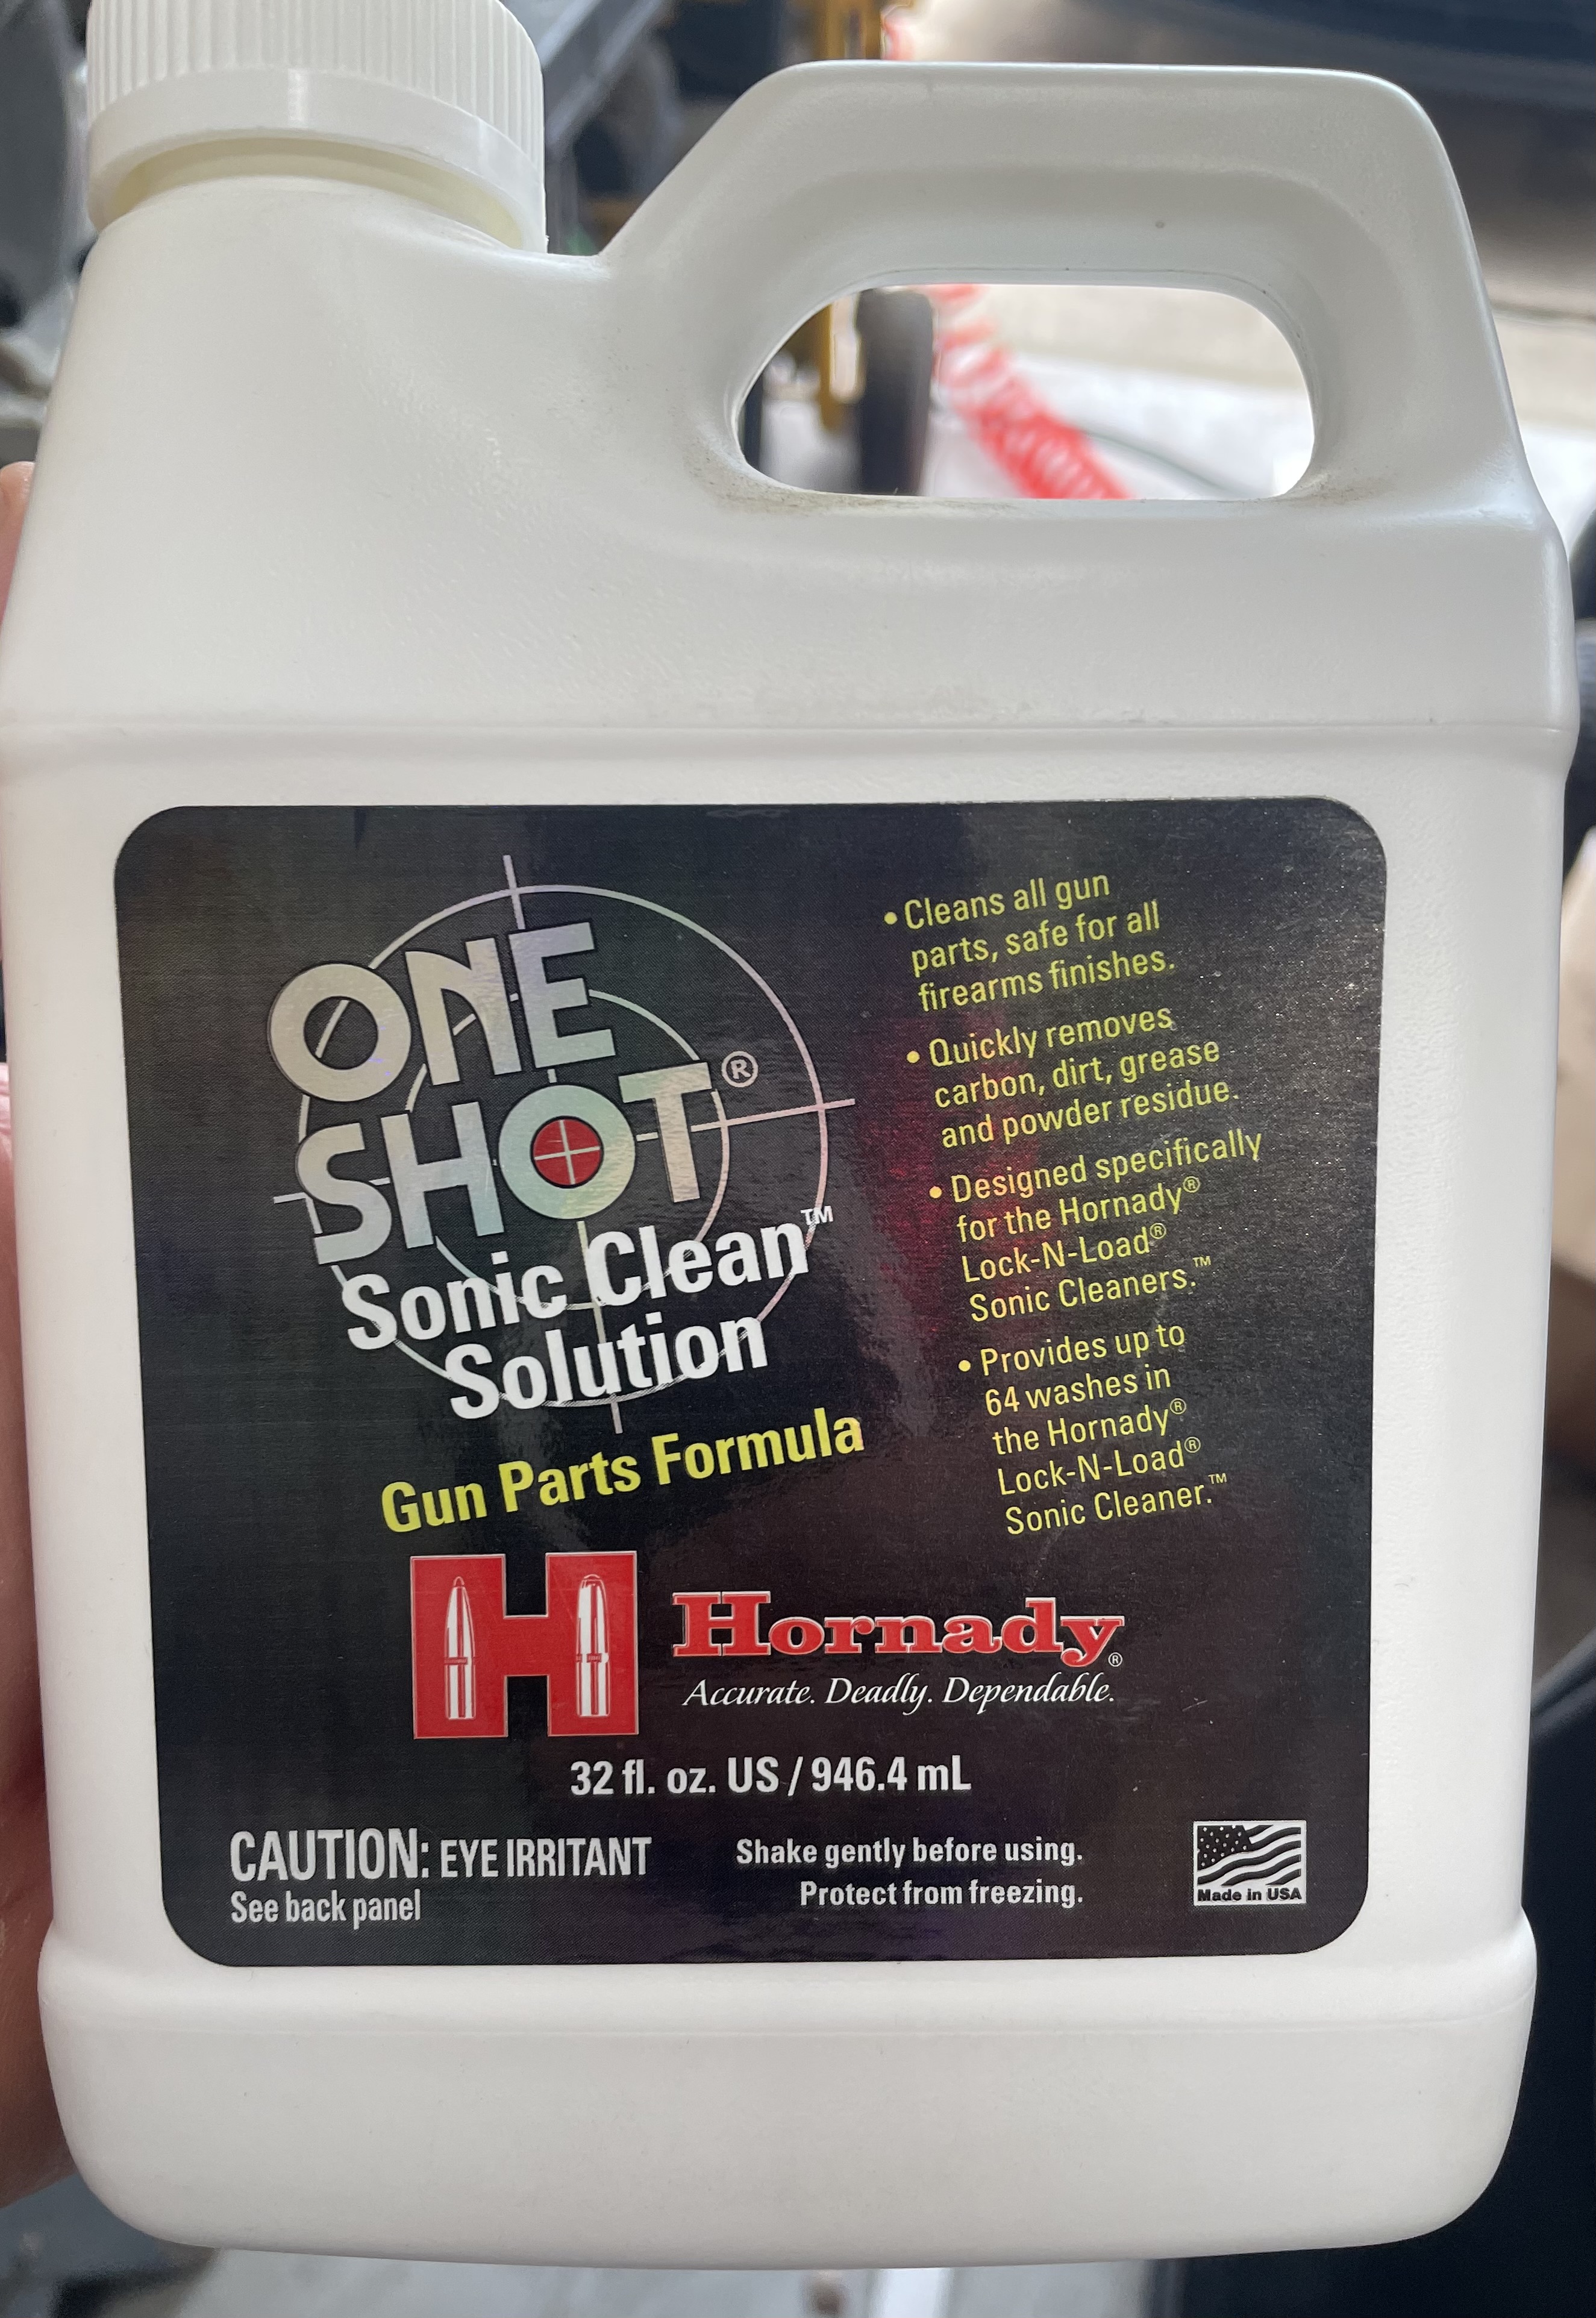 ONE
SHOT®
Sonic Clean™
Solution
Gun Parts Formula
• Cleans all gun
parts, safe for all
firearms finishes.
• Quickly removes
carbon, dirt, grease
and powder residue.
• Designed specifically
for the Hornady®
Lock-N-Load®
Sonic Cleaners.™
• Provides up to
64 washes in
the Hornady®
Lock-N-Load®
Sonic Cleaner.™
H
Hornady®
Accurate. Deadly. Dependable.
32 fl. oz. US / 946.4 mL
CAUTION: EYE IRRITANT
See back panel
Shake gently before using.
Protect from freezing.
Made in USA